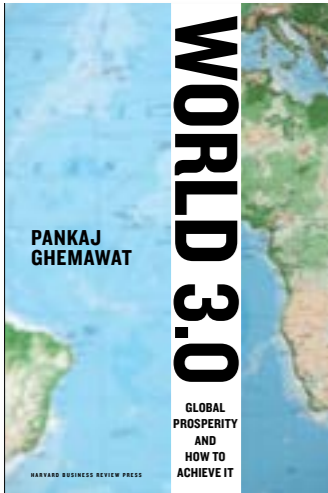 WORLD 3.0
PANKAJ
GHEMAWAT
GLOBAL
PROSPERITY
AND
HOW TO
ACHIEVE IT
HARVARD BUSINESS REVIEW PRESS